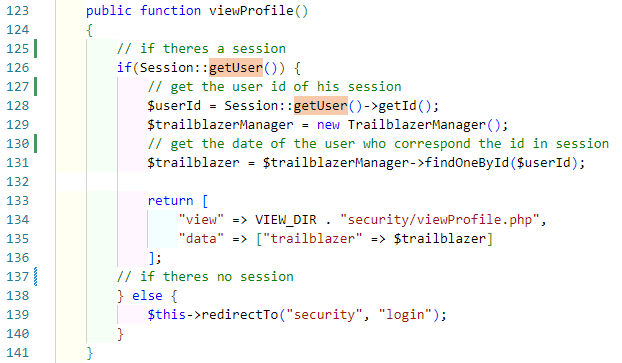 123 public function viewProfile()
124 {
125 // if theres a session
126 if(Session::getUser()) {
127 // get the user id of his session
128 $userId = Session::getUser()->getId();
129 $trailblazerManager = new TrailblazerManager();
130 // get the date of the user who correspond the id in session
131 $trailblazer = $trailblazerManager->findOneById($userId);
132
133 return [
134 "view" => VIEW_DIR . "security/viewProfile.php",
135 "data" => ["trailblazer" => $trailblazer]
136 ];
137 // if theres no session
138 } else {
139 $this->redirectTo("security", "login");
140 }
141 }